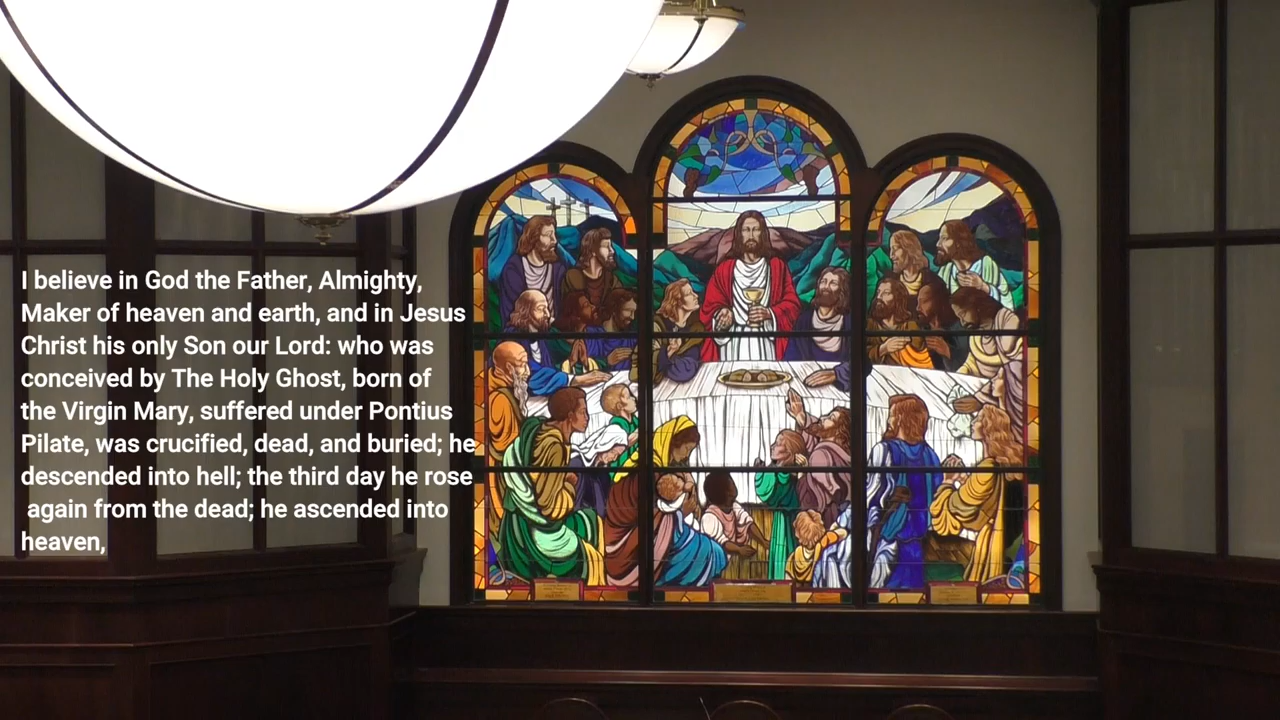 I believe in God the Father, Almighty,
Maker of heaven and earth, and in Jesus
Christ his only Son our Lord: who was
conceived by The Holy Ghost, born of
the Virgin Mary, suffered under Pontius
Pilate, was crucified, dead, and buried; he
descended into hell; the third day he rose
again from the dead; he ascended into
heaven,